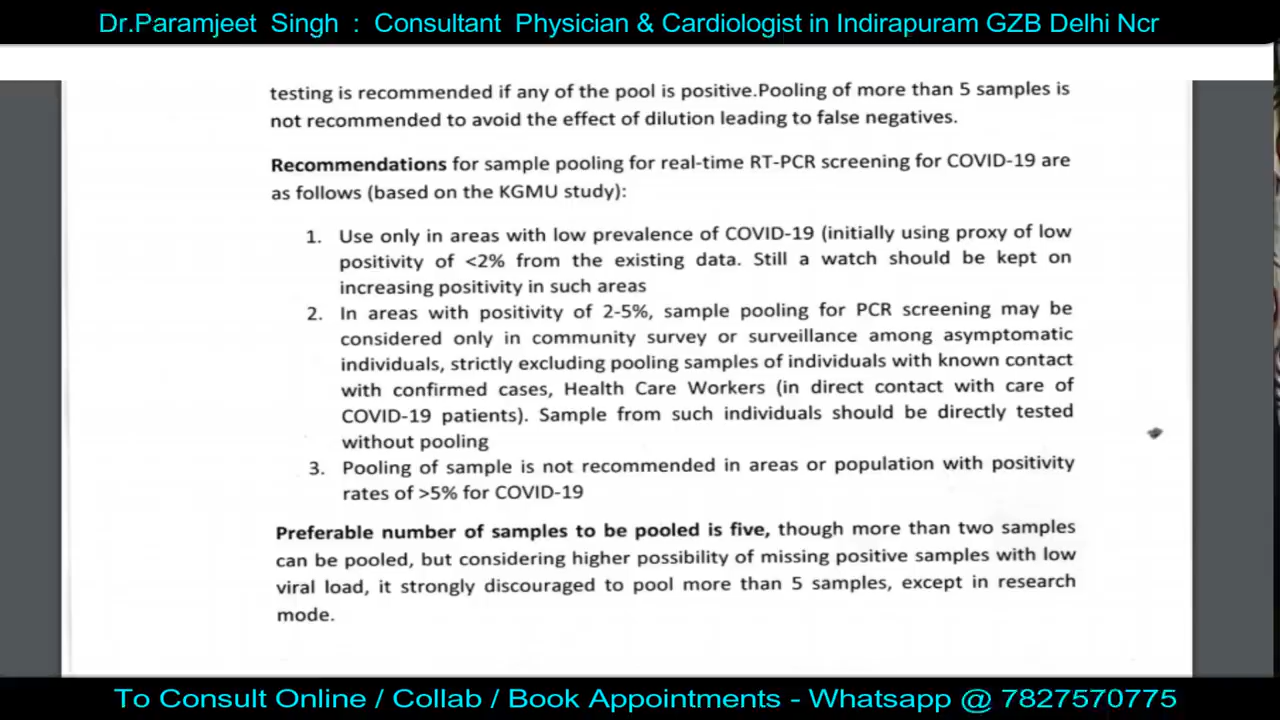 Dr.Paramjeet Singh : Consultant Physician & Cardiologist in Indirapuram GZB Delhi Ncr
testing is recommended if any of the pool is positive.Pooling of more than 5 samples is
not recommended to avoid the effect of dilution leading to false negatives.
Recommendations for sample pooling for real-time RT-PCR screening for COVID-19 are
as follows (based on the KGMU study):
1. Use only in areas with low prevalence of COVID-19 (initially using proxy of low
positivity of <2% from the existing data. Still a watch should be kept on
increasing positivity in such areas
2. In areas with positivity of 2-5%, sample pooling for PCR screening may be
considered only in community survey or surveillance among asymptomatic
individuals, strictly excluding pooling samples of individuals with known contact
with confirmed cases, Health Care Workers (in direct contact with care of
COVID-19 patients). Sample from such individuals should be directly tested
without pooling
3. Pooling of sample is not recommended in areas or population with positivity
rates of >5% for COVID-19
Preferable number of samples to be pooled is five, though more than two samples
can be pooled, but considering higher possibility of missing positive samples with low
viral load, it strongly discouraged to pool more than 5 samples, except in research
mode.
To Consult Online / Collab / Book Appointments - Whatsapp @ 7827570775